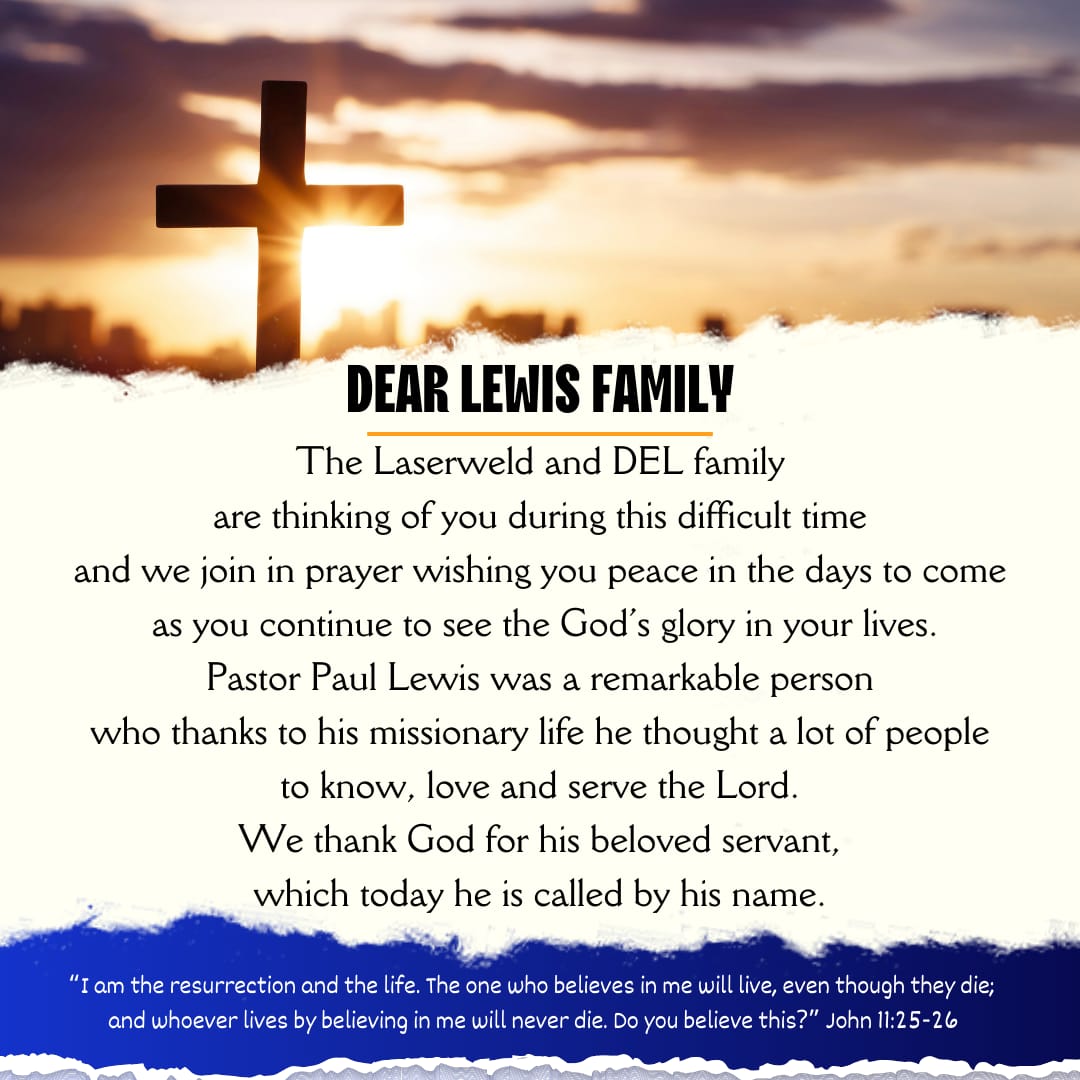 DEAR LEWIS FAMILY
The Laserweld and DEL family
are thinking of you during this difficult time
and we join in prayer wishing you peace in the days to come
as you continue to see the God's glory in your lives.
Pastor Paul Lewis was a remarkable person
who thanks to his missionary life he thought a lot of people
to know, love and serve the Lord.
We thank God for his beloved servant,
which today he is called by his name.
“I am the resurrection and the life. The one who believes in me will live, even though they die;
and whoever lives by believing in me will never die. Do you believe this?” John 11:25-26